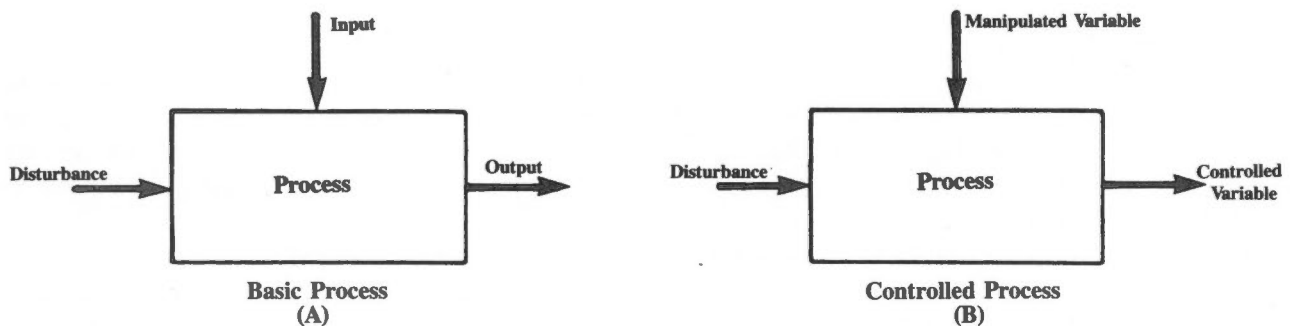 Input
Disturbance
Process
Output
Basic Process
(A)
Manipulated Variable
Disturbance
Process
Controlled
Variable
Controlled Process
(B)